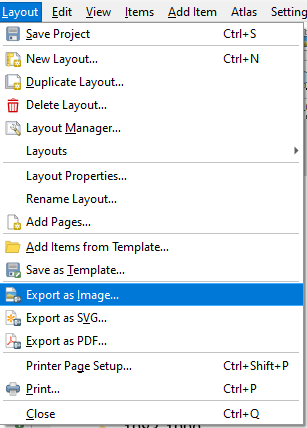 Layout Edit View Items Add Item Atlas Setting
Save Project Ctrl+S
New Layout... Ctrl+N
Duplicate Layout...
Delete Layout...
Layout Manager...
Layouts
Layout Properties...
Rename Layout...
Add Pages...
Add Items from Template...
Save as Template...
Export as Image...
Export as SVG...
Export as PDF...
Printer Page Setup... Ctrl+Shift+P
Print... Ctrl+P
Close Ctrl+Q